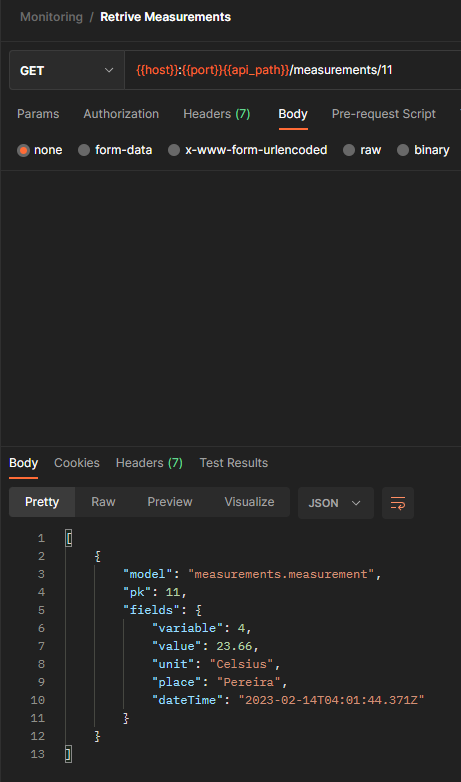 Monitoring / Retrive Measurements
GET {{host}}:{{port}}{{api_path}}/measurements/11
Params Authorization Headers (7) Body Pre-request Script
none form-data x-www-form-urlencoded raw binary
Body Cookies Headers (7) Test Results
Pretty Raw Preview Visualize JSON
1 [
2 {
3 "model": "measurements.measurement",
4 "pk": 11,
5 "fields": {
6 "variable": 4,
7 "value": 23.66,
8 "unit": "Celsius",
9 "place": "Pereira",
10 "dateTime": "2023-02-14T04:01:44.371Z"
11 }
12 }
13 ]